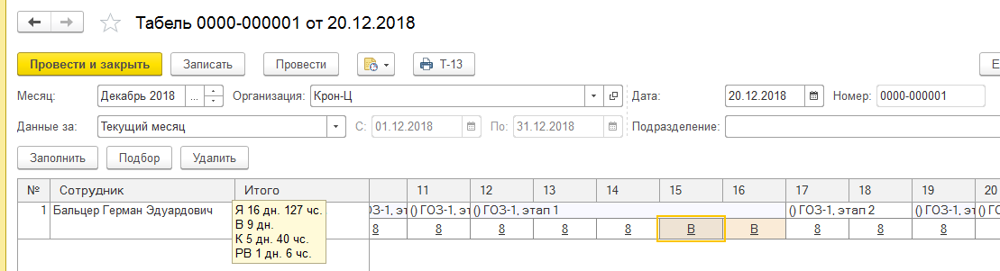 Табель 0000-000001 от 20.12.2018
Провести и закрыть Записать Провести Т-13 Е
Месяц: Декабрь 2018 ... Организация: Крон-Ц Дата: 20.12.2018 Номер: 0000-000001
Данные за: Текущий месяц С: 01.12.2018 По: 31.12.2018 Подразделение:
Заполнить Подбор Удалить
№ Сотрудник Итого 11 12 13 14 15 16 17 18 19 20
1 Бальцер Герман Эдуардович ОЗ-1, эт () ГОЗ-1, эт () ГОЗ-1, этап 1 () ГОЗ-1, этап 2 () ГОЗ-1, эта () ГОЗ
Я 16 дн. 127 чс.
8 8 8 8 8 В В 8 8 8
В 9 дн.
К 5 дн. 40 чс.
РВ 1 дн. 6 чс.